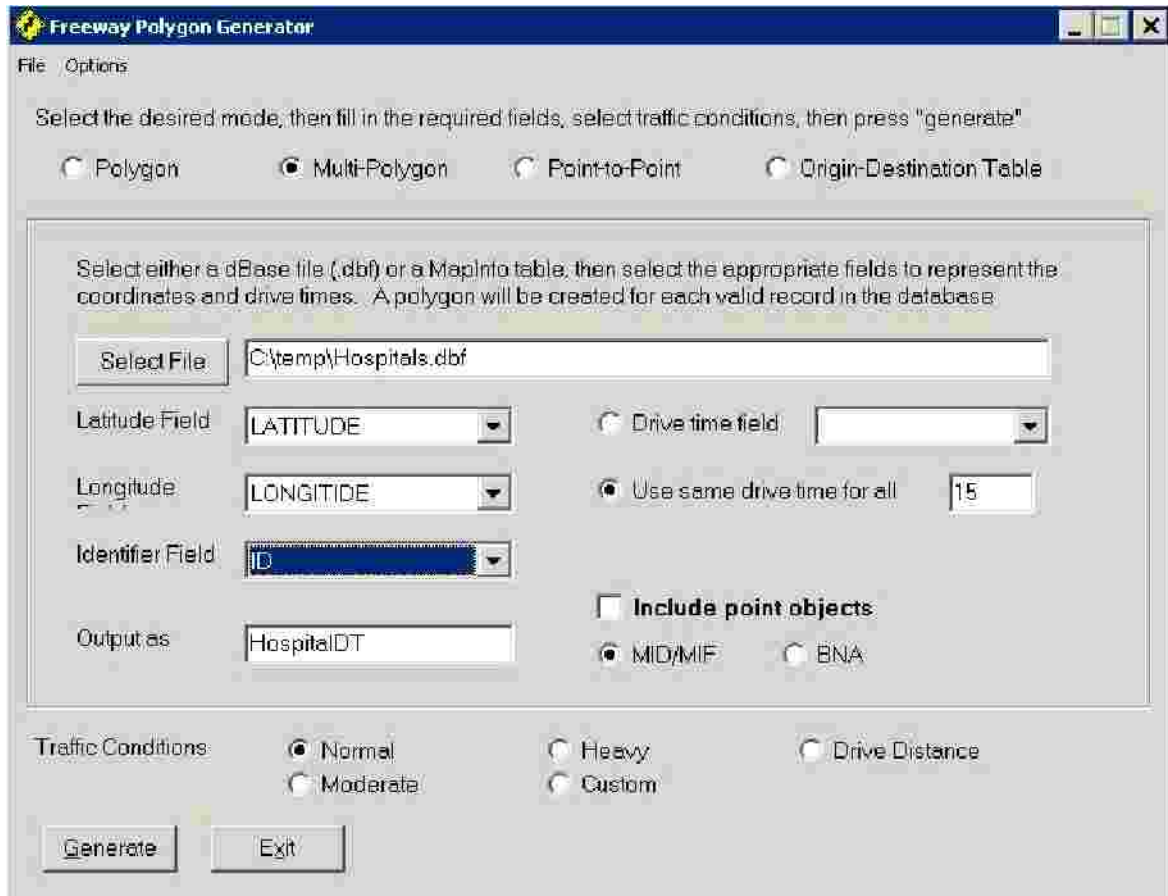 Freeway Polygon Generator
File Options
Select the desired mode, then fill in the required fields, select traffic conditions, then press "generate"
Polygon Multi-Polygon Point-to-Point Origin-Destination Table
Select either a dBase file (.dbf) or a MapInfo table, then select the appropriate fields to represent the
coordinates and drive times. A polygon will be created for each valid record in the database
Select File C:\temp\Hospitals.dbf
Latitude Field LATITUDE Drive time field
Longitude LONGITIDE Use same drive time for all 15
Identifier Field ID
Include point objects
Output as HospitalDT
MID/MIF BNA
Traffic Conditions Normal Heavy Drive Distance
Moderate Custom
Generate Exit